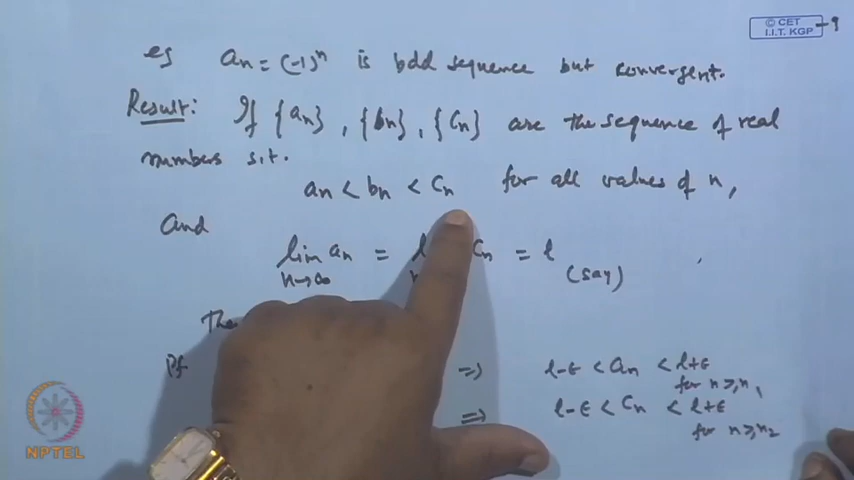 © CET
I.I.T. KGP
-9
eg an = (-1)^n is bdd sequence but convergent.
Result: If {an}, {bn}, {cn} are the sequence of real
numbers s.t.
an < bn < cn for all values of n,
And
lim an = l cn = l
n→∞ n (say)
The
Pf ⇒ l-ϵ < an < l+ϵ
for n≥n1
⇒ l-ϵ < cn < l+ϵ
for n≥n2
NPTEL